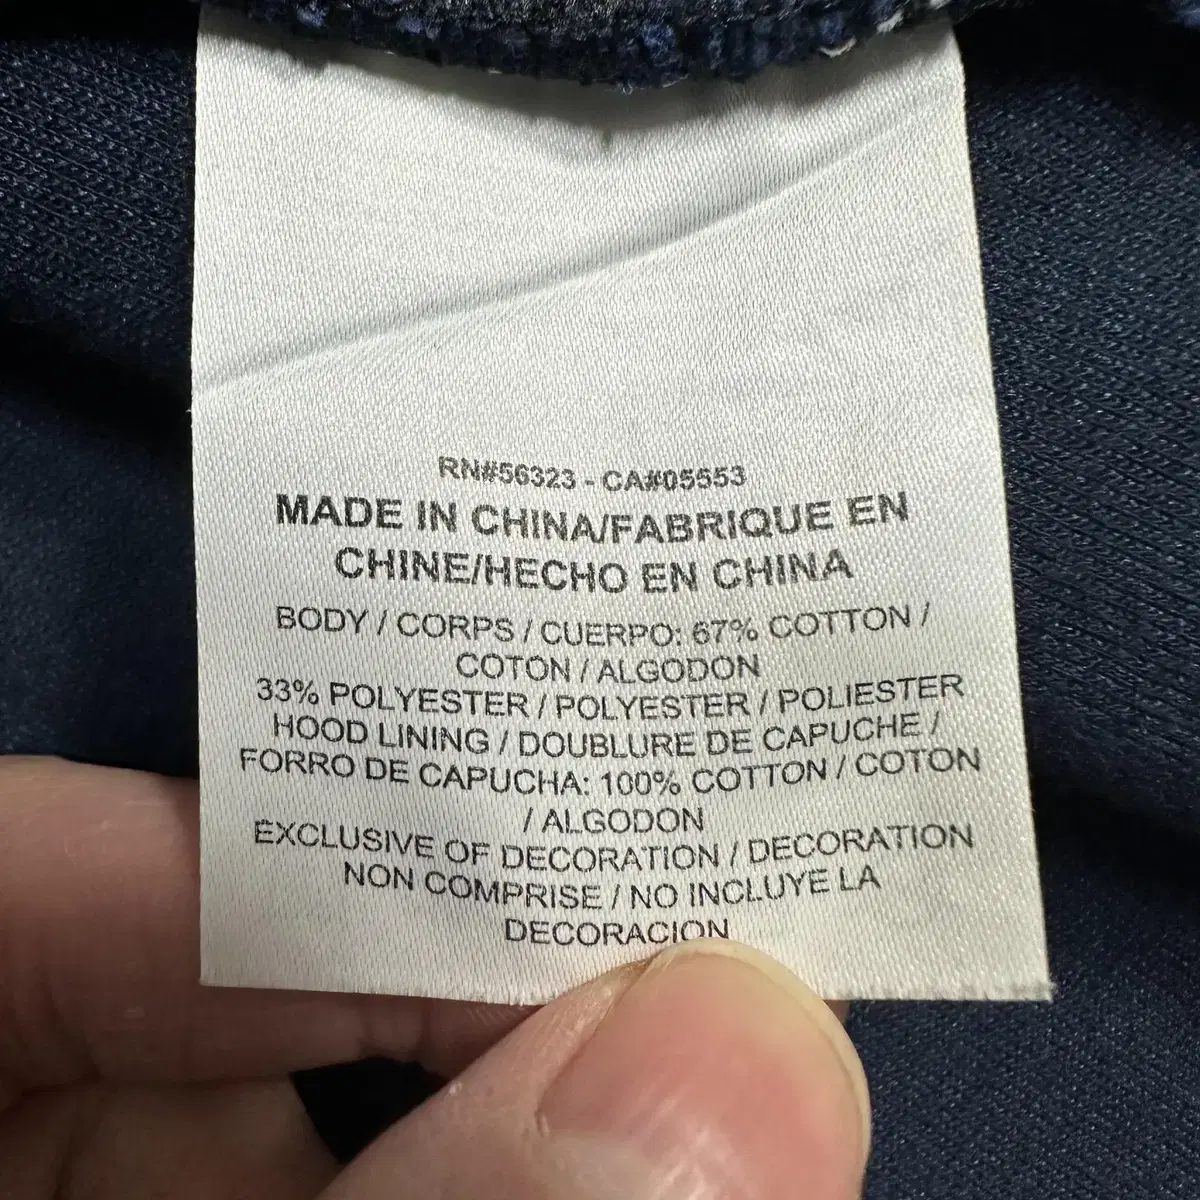 RN#56323 - CA#05553
MADE IN CHINA/FABRIQUE EN
CHINE/HECHO EN CHINA
BODY / CORPS / CUERPO: 67% COTTON /
COTON / ALGODON
33% POLYESTER / POLYESTER / POLIESTER
HOOD LINING / DOUBLURE DE CAPUCHE /
FORRO DE CAPUCHA: 100% COTTON / COTON
/ ALGODON
EXCLUSIVE OF DECORATION / DECORATION
NON COMPRISE / NO INCLUYE LA
DECORACION